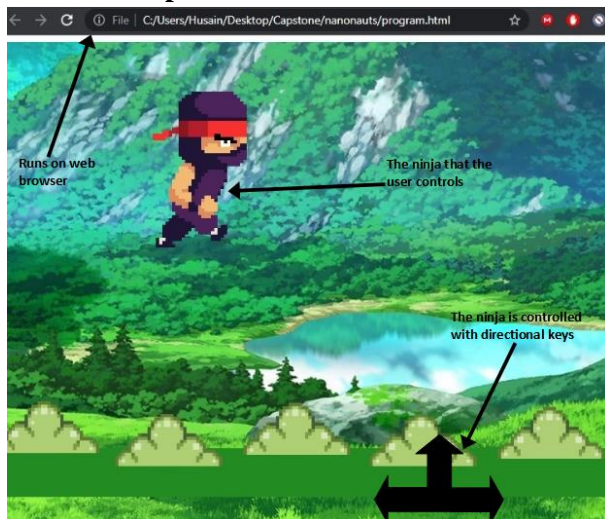 File C:/Users/Husain/Desktop/Capstone/nanonauts/program.html
Runs on web
browser
The ninja that the
user controls
The ninja is controlled
with directional keys